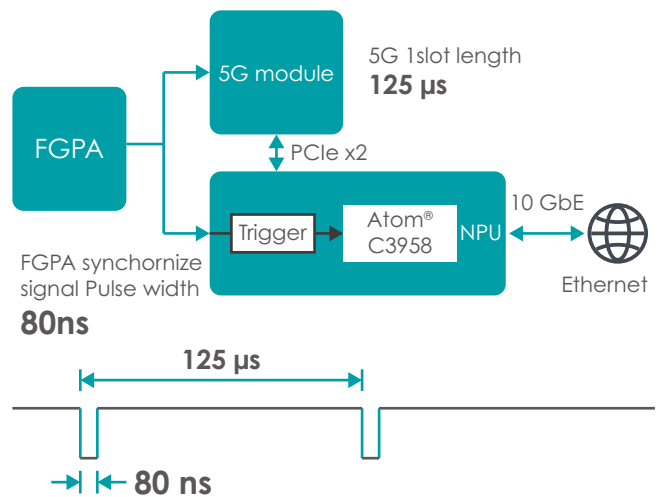 5G module
5G 1slot length
125 µs
FGPA
PCIe x2
Trigger
Atom®
C3958
NPU
10 GbE
Ethernet
FGPA synchornize
signal Pulse width
80ns
125 µs
80 ns